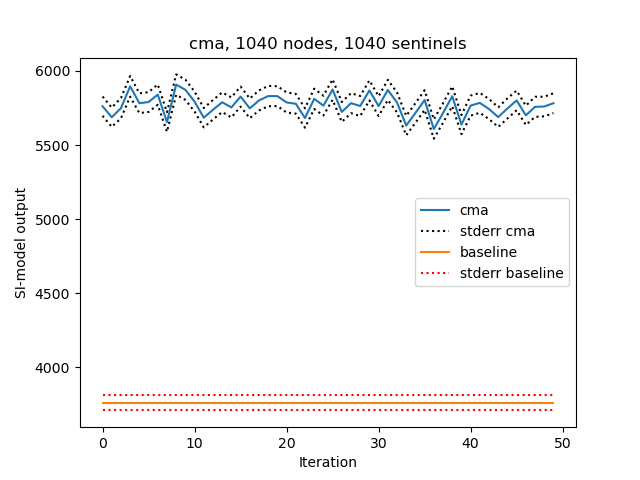 cma, 1040 nodes, 1040 sentinels
6000
5500
5000
4500
4000
SI-model output
cma
stderr cma
baseline
stderr baseline
0 10 20 30 40 50
Iteration